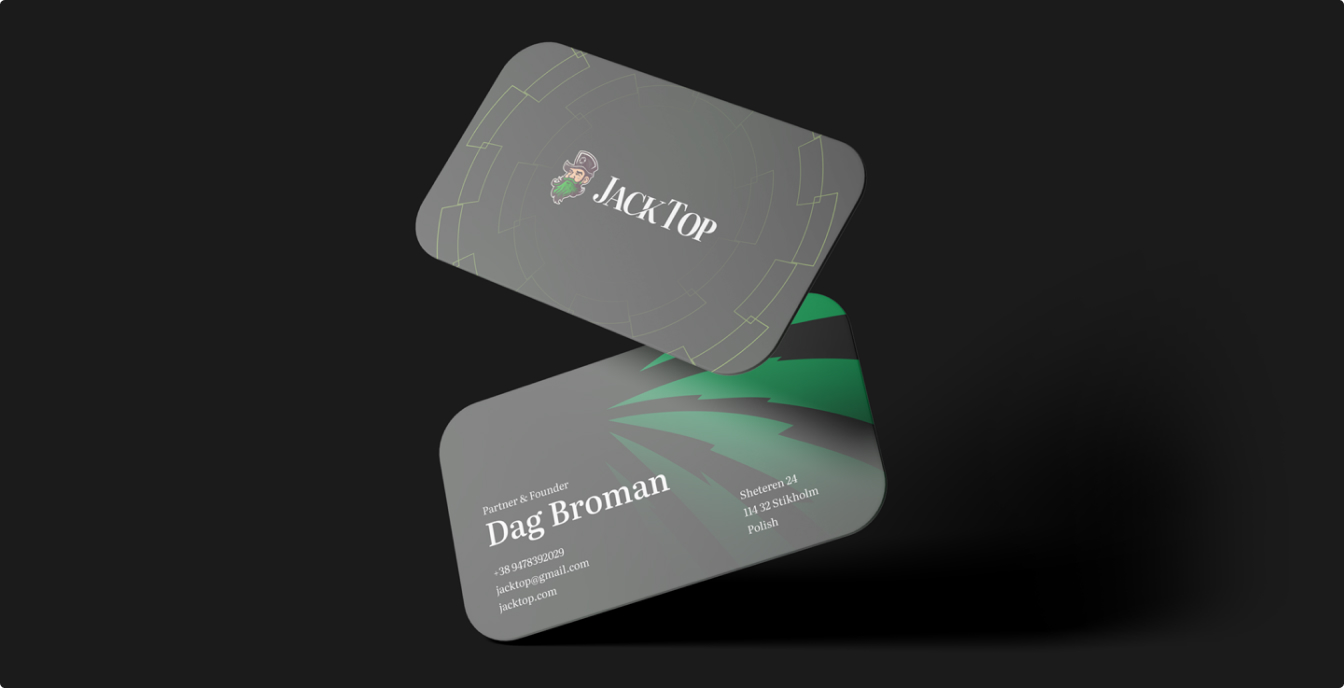 JACKTOP
Partner & Founder
Dag Broman
+38 9478392029
jacktop@gmail.com
jacktop.com
Sheteren 24
114 32 Stikholm
Polish